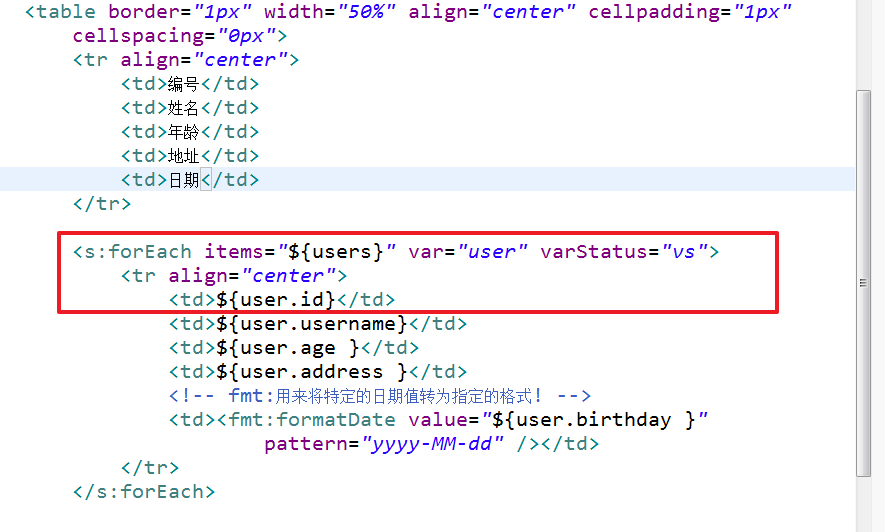 <table border="1px" width="50%" align="center" cellpadding="1px"
    cellspacing="0px">
    <tr align="center">
        <td>编号</td>
        <td>姓名</td>
        <td>年龄</td>
        <td>地址</td>
        <td>日期</td>
    </tr>
    <s:forEach items="${users}" var="user" varStatus="vs">
        <tr align="center">
            <td>${user.id}</td>
            <td>${user.username}</td>
            <td>${user.age }</td>
            <td>${user.address }</td>
            <!-- fmt:用来将特定的日期值转为指定的格式! -->
            <td><fmt:formatDate value="${user.birthday }"
                    pattern="yyyy-MM-dd" /></td>
        </tr>
    </s:forEach>